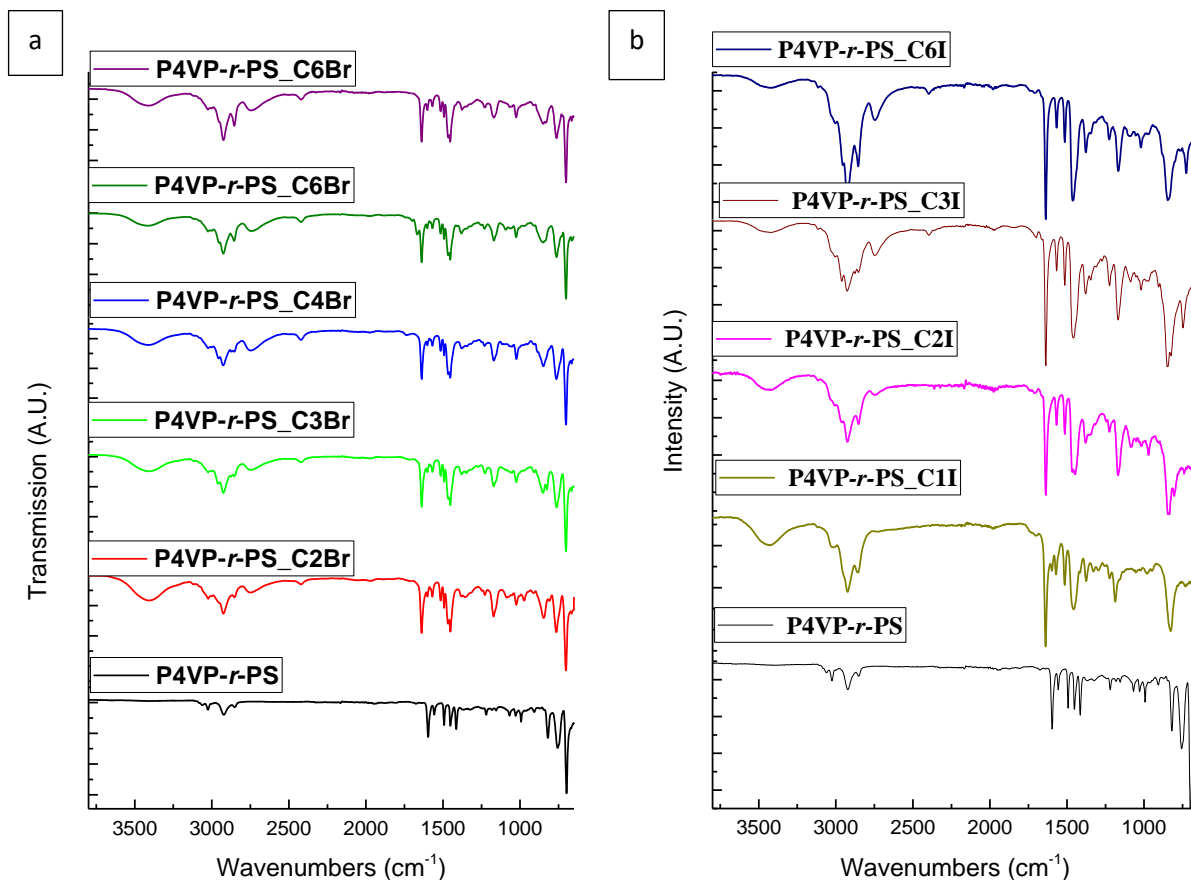 a
P4VP-r-PS_C6Br
P4VP-r-PS_C6Br
P4VP-r-PS_C4Br
P4VP-r-PS_C3Br
P4VP-r-PS_C2Br
P4VP-r-PS
Transmission (A.U.)
3500 3000 2500 2000 1500 1000
Wavenumbers (cm⁻¹)
b
P4VP-r-PS_C6I
P4VP-r-PS_C3I
P4VP-r-PS_C2I
P4VP-r-PS_C1I
P4VP-r-PS
Intensity (A.U.)
3500 3000 2500 2000 1500 1000
Wavenumbers (cm⁻¹)